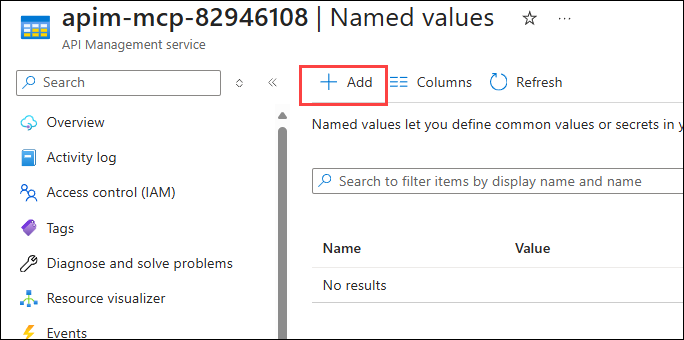 apim-mcp-82946108 | Named values
API Management service
Search
Add
Columns
Refresh
Overview
Activity log
Access control (IAM)
Tags
Diagnose and solve problems
Resource visualizer
Events
Named values let you define common values or secrets in y
Search to filter items by display name and name
Name Value
No results